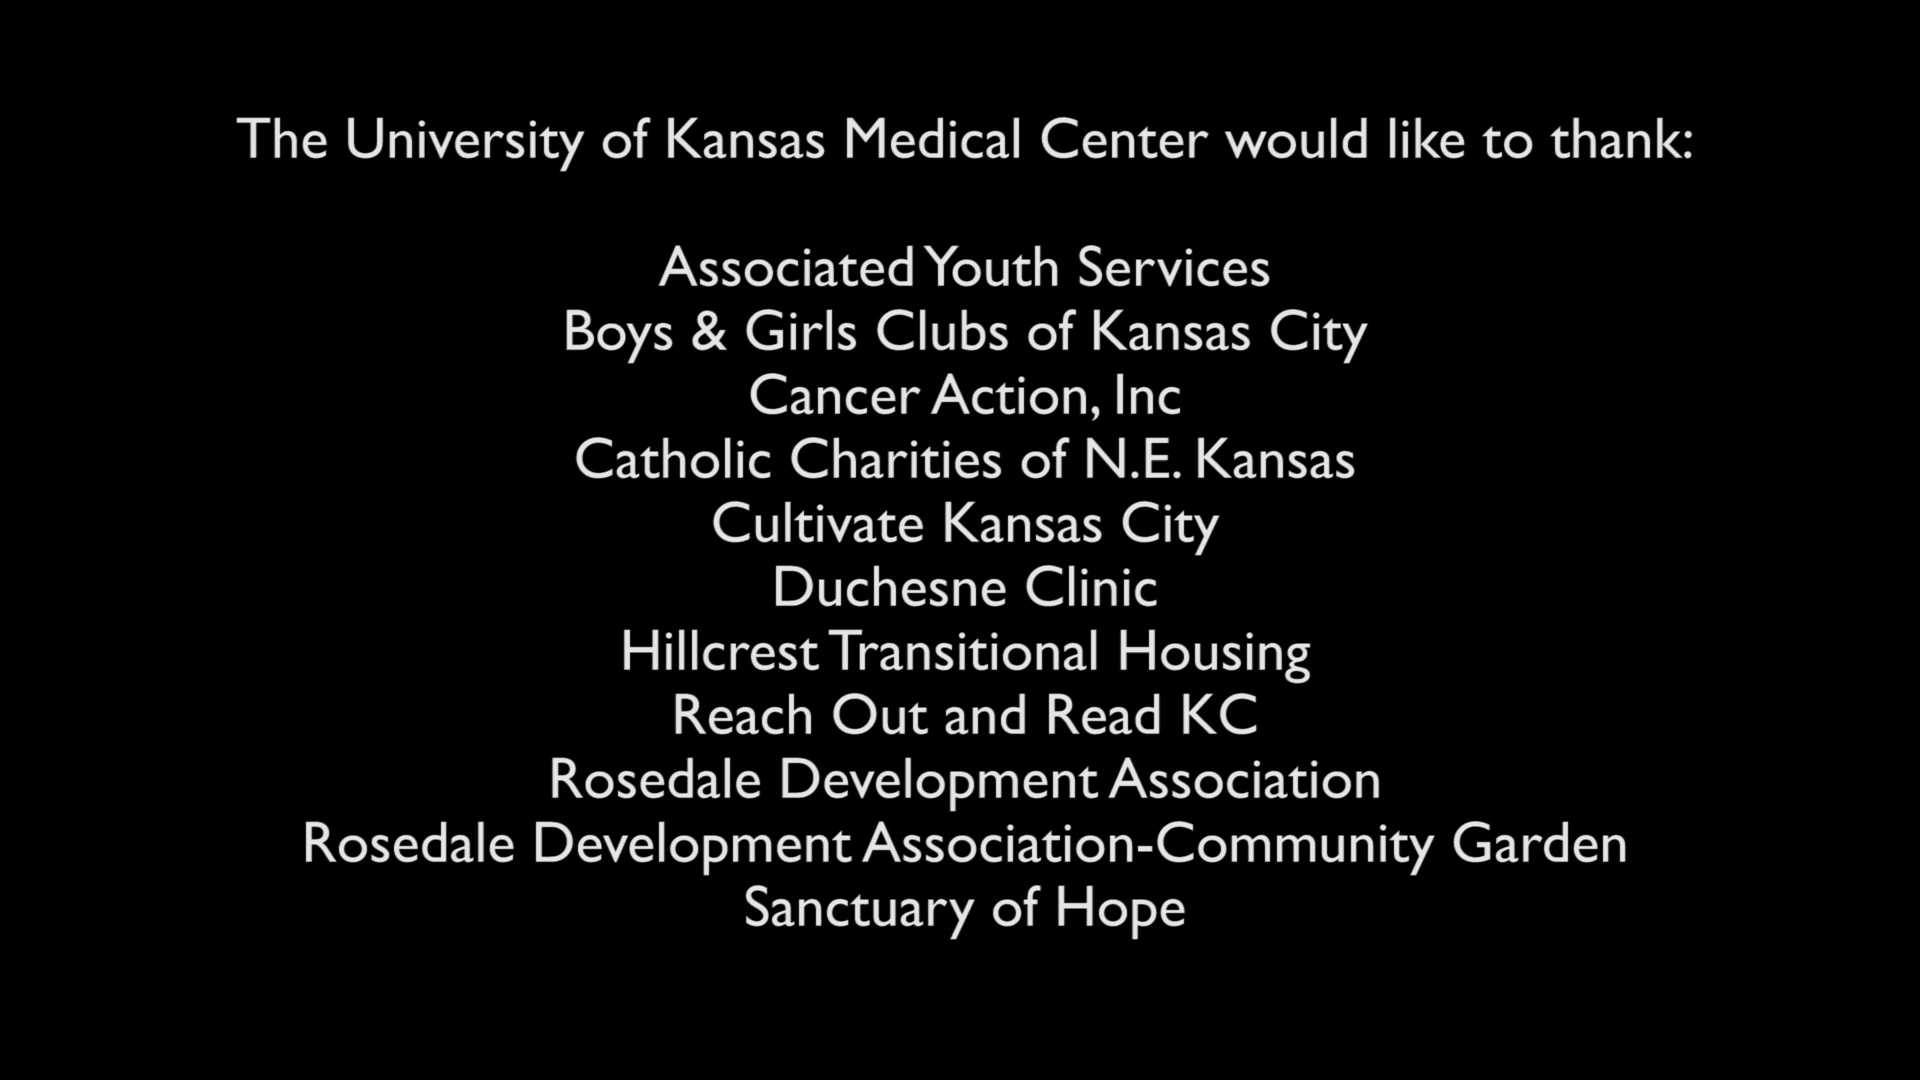 The University of Kansas Medical Center would like to thank:
Associated Youth Services
Boys & Girls Clubs of Kansas City
Cancer Action, Inc
Catholic Charities of N.E. Kansas
Cultivate Kansas City
Duchesne Clinic
Hillcrest Transitional Housing
Reach Out and Read KC
Rosedale Development Association
Rosedale Development Association-Community Garden
Sanctuary of Hope